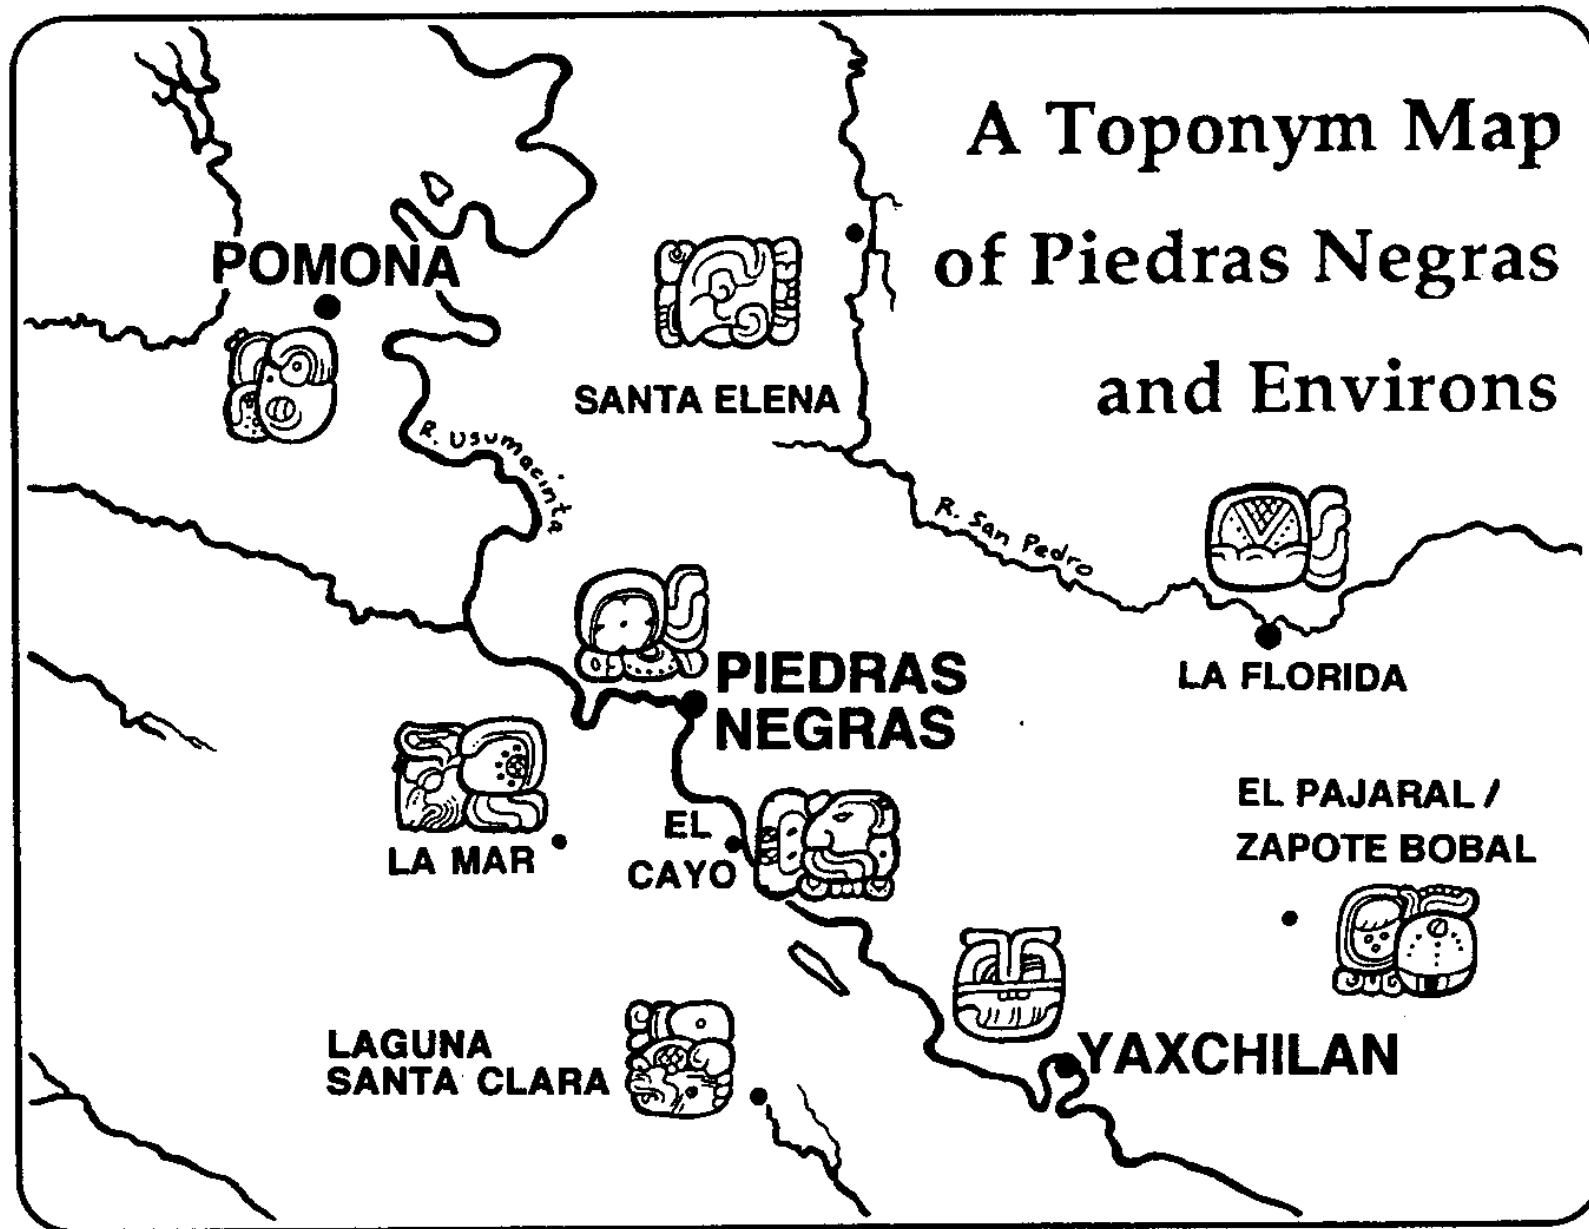 A Toponym Map
of Piedras Negras
and Environs
POMONA
SANTA ELENA
R. Usumacinta
R. San Pedro
LA FLORIDA
PIEDRAS
NEGRAS
LA MAR
EL
CAYO
EL PAJARAL /
ZAPOTE BOBAL
YAXCHILAN
LAGUNA
SANTA CLARA